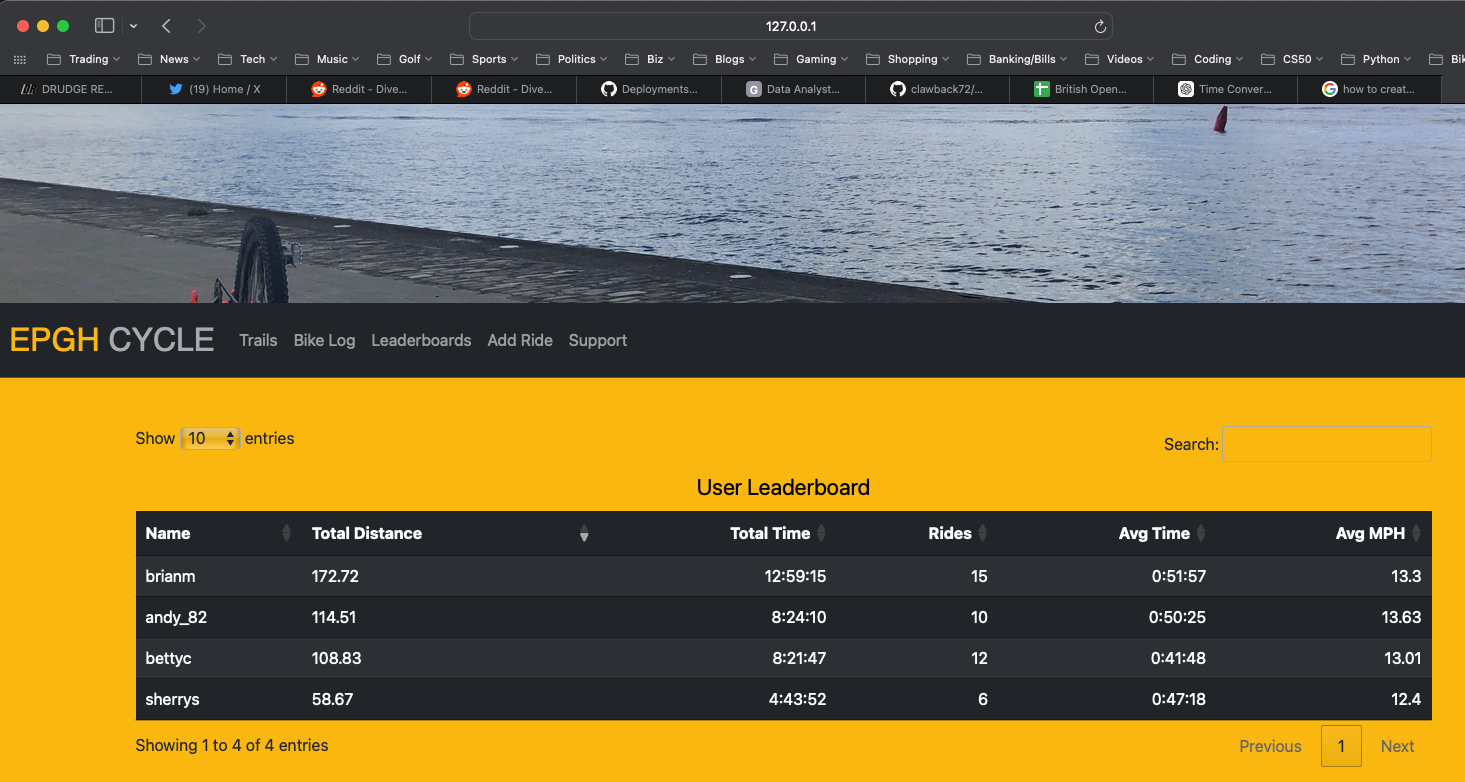 127.0.0.1
Trading News Tech Music Golf Sports Politics Biz Blogs Gaming Shopping Banking/Bills Videos Coding CS50 Python Bik
DRUDGE RE... (19) Home / X Reddit - Dive... Reddit - Dive... Deployments... G Data Analyst... clawback72/... British Open... Time Conver... G how to creat...
EPGH CYCLE Trails Bike Log Leaderboards Add Ride Support
Show 10 entries Search:
User Leaderboard
Name Total Distance Total Time Rides Avg Time Avg MPH
brianm 172.72 12:59:15 15 0:51:57 13.3
andy_82 114.51 8:24:10 10 0:50:25 13.63
bettyc 108.83 8:21:47 12 0:41:48 13.01
sherrys 58.67 4:43:52 6 0:47:18 12.4
Showing 1 to 4 of 4 entries Previous 1 Next